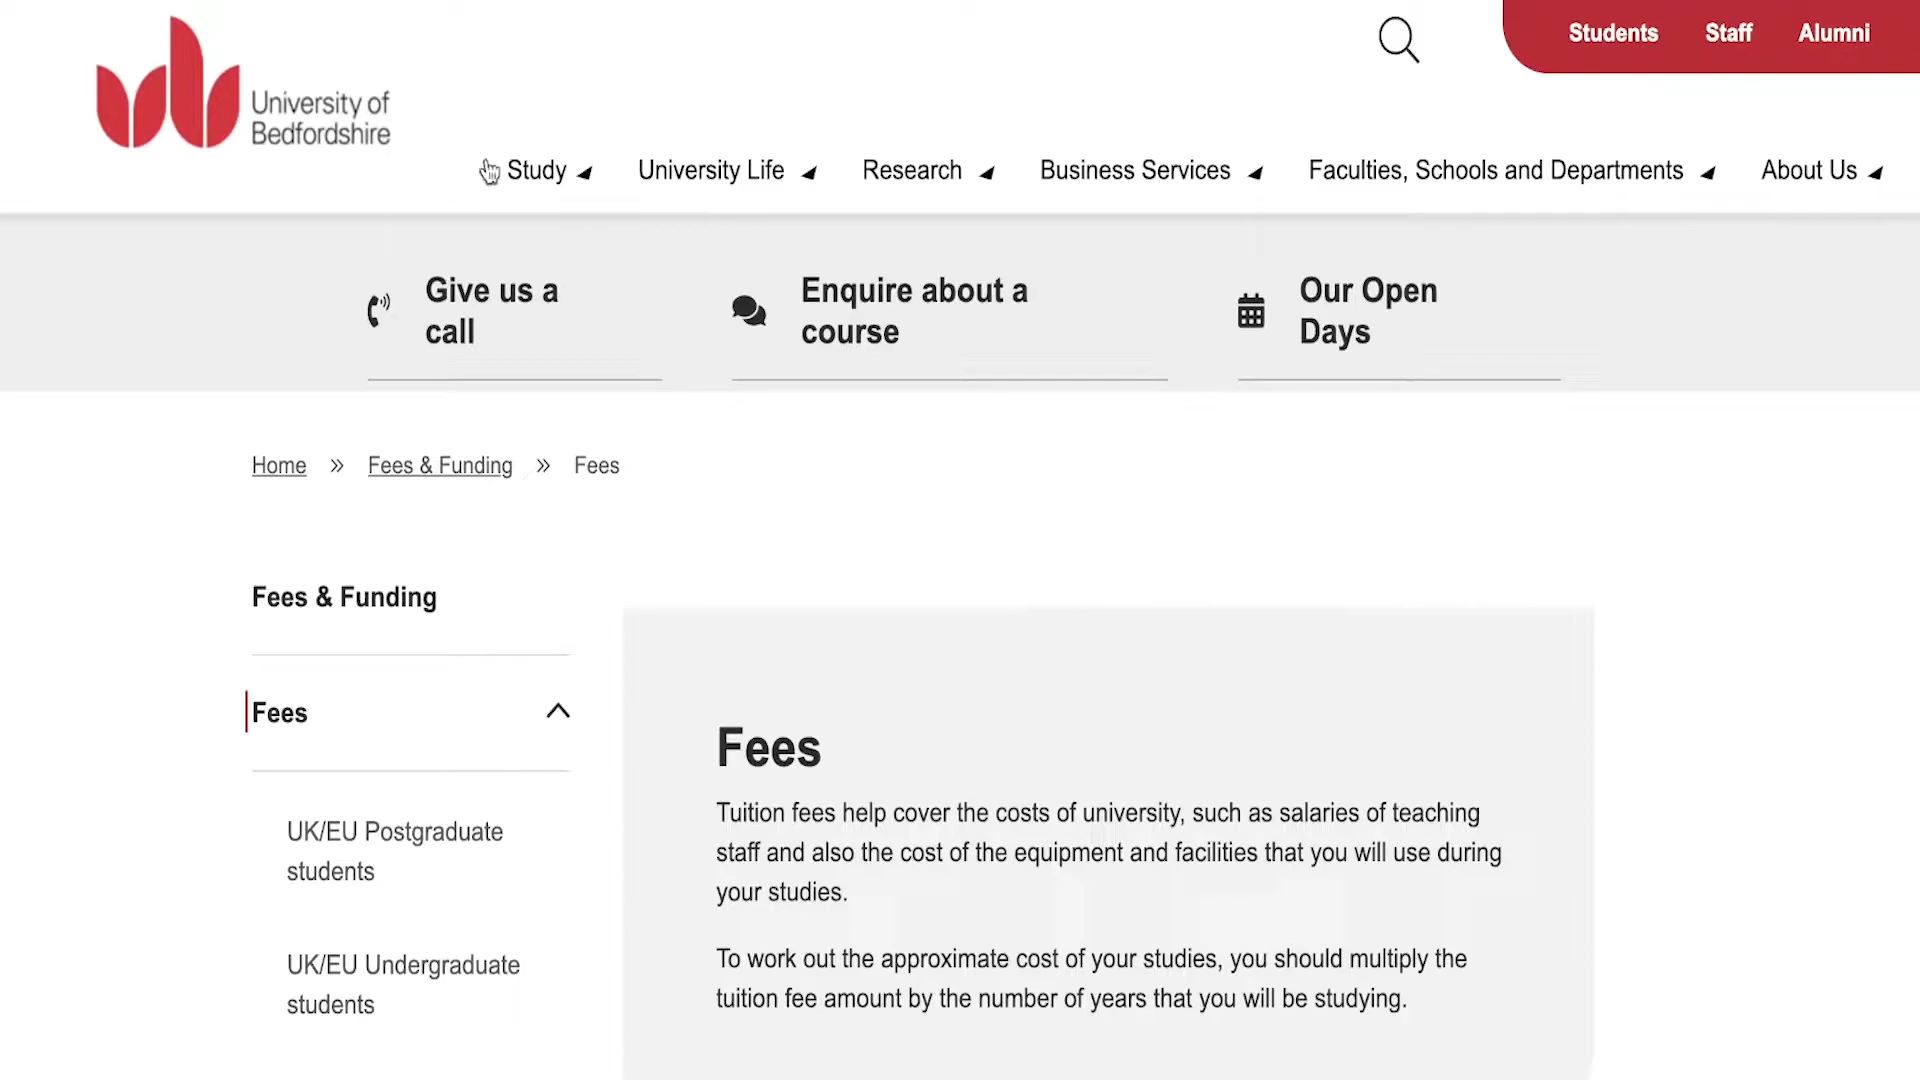 Students Staff Alumni
University of
Bedfordshire
Study University Life Research Business Services Faculties, Schools and Departments About Us
Give us a
call
Enquire about a
course
Our Open
Days
Home » Fees & Funding » Fees
Fees & Funding
Fees
UK/EU Postgraduate
students
UK/EU Undergraduate
students
Fees
Tuition fees help cover the costs of university, such as salaries of teaching
staff and also the cost of the equipment and facilities that you will use during
your studies.
To work out the approximate cost of your studies, you should multiply the
tuition fee amount by the number of years that you will be studying.